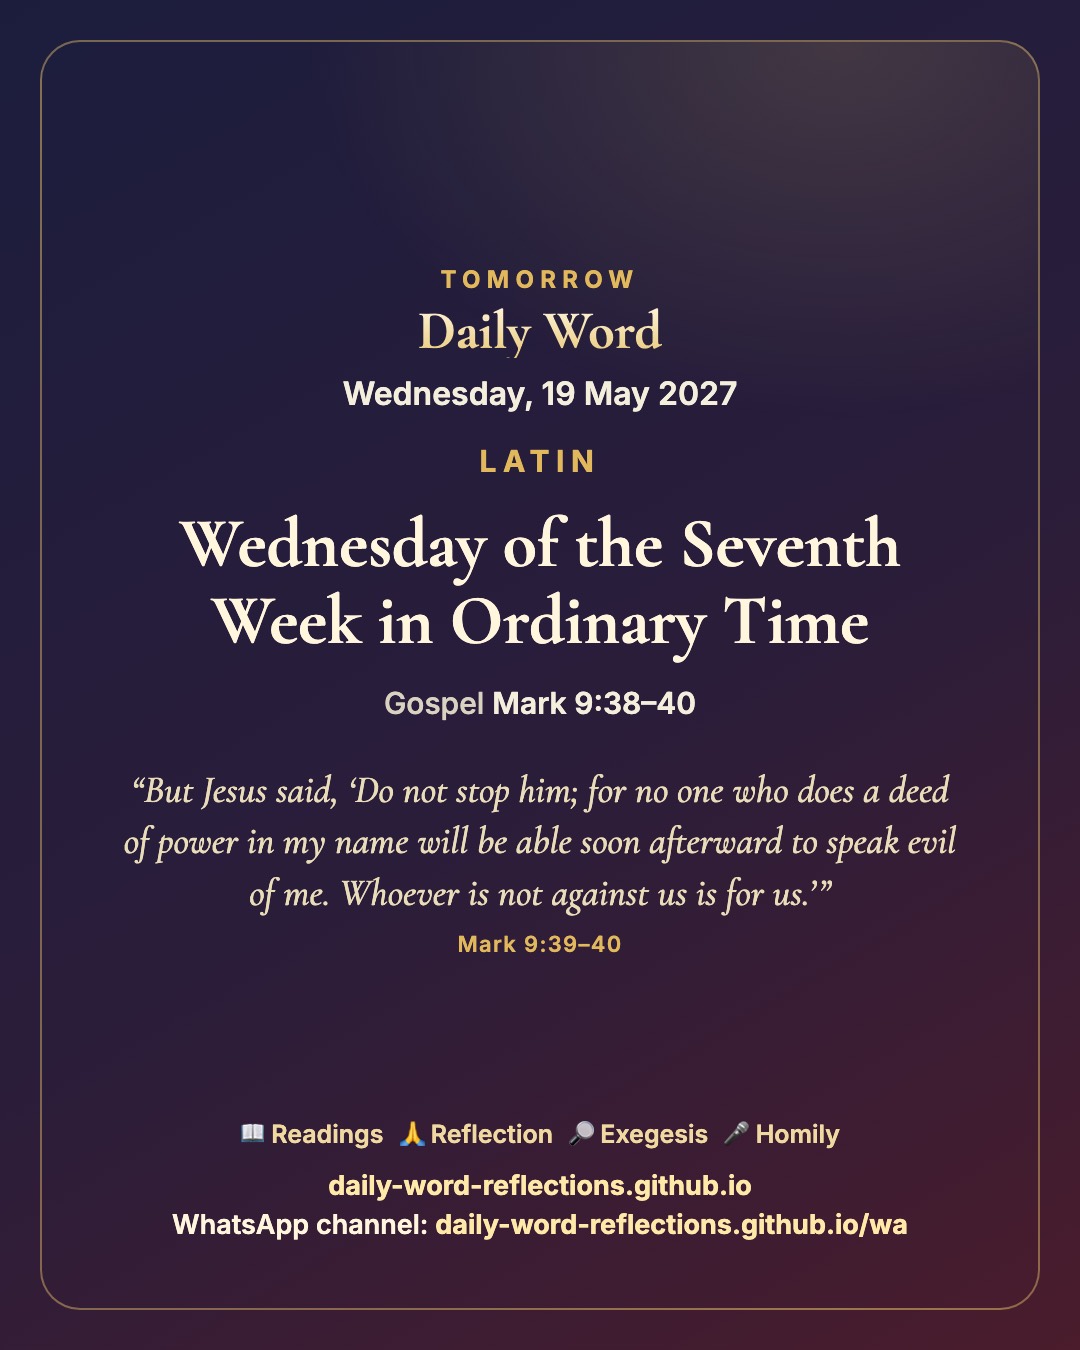 TOMORROW
Daily Word
Wednesday, 19 May 2027
LATIN
Wednesday of the Seventh
Week in Ordinary Time
Gospel Mark 9:38–40
“But Jesus said, ‘Do not stop him; for no one who does a deed
of power in my name will be able soon afterward to speak evil
of me. Whoever is not against us is for us.’”
Mark 9:39–40
📖 Readings 🙏 Reflection 🔎 Exegesis 🎤 Homily
daily-word-reflections.github.io
WhatsApp channel: daily-word-reflections.github.io/wa